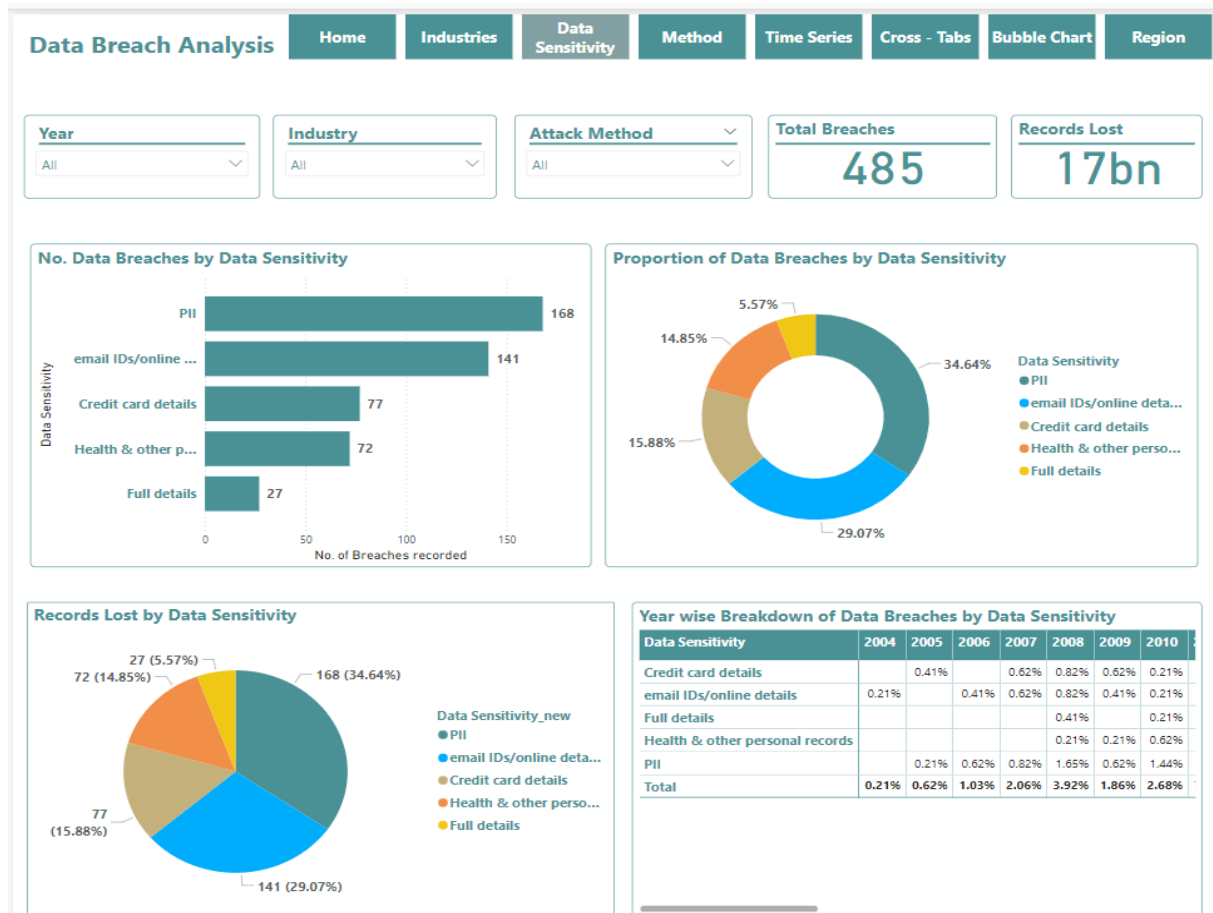 Data Breach Analysis
Home
Industries
Data
Sensitivity
Method
Time Series
Cross - Tabs
Bubble Chart
Region
Year
All
Industry
All
Attack Method
All
Total Breaches
485
Records Lost
17bn
No. Data Breaches by Data Sensitivity
Data Sensitivity
PII 168
email IDs/online ... 141
Credit card details 77
Health & other p... 72
Full details 27
0 50 100 150
No. of Breaches recorded
Proportion of Data Breaches by Data Sensitivity
5.57%
14.85%
34.64%
15.88%
29.07%
Data Sensitivity
PII
email IDs/online deta...
Credit card details
Health & other perso...
Full details
Records Lost by Data Sensitivity
27 (5.57%)
72 (14.85%)
168 (34.64%)
77
(15.88%)
141 (29.07%)
Data Sensitivity_new
PII
email IDs/online deta...
Credit card details
Health & other perso...
Full details
Year wise Breakdown of Data Breaches by Data Sensitivity
Data Sensitivity 2004 2005 2006 2007 2008 2009 2010
Credit card details 0.41% 0.62% 0.82% 0.62% 0.21%
email IDs/online details 0.21% 0.41% 0.62% 0.82% 0.41% 0.21%
Full details 0.41% 0.21%
Health & other personal records 0.21% 0.21% 0.62%
PII 0.21% 0.62% 0.82% 1.65% 0.62% 1.44%
Total 0.21% 0.62% 1.03% 2.06% 3.92% 1.86% 2.68%